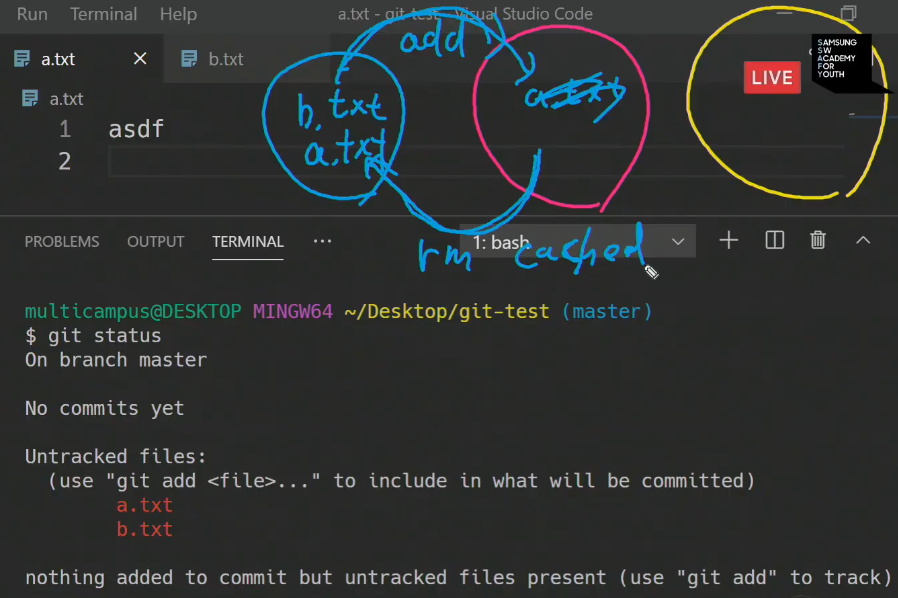 Run Terminal Help a.txt - git-test - Visual Studio Code
add
SAMSUNG
SW
ACADEMY
FOR
YOUTH
LIVE
a.txt b.txt
a.txt
b.txt
a.txt
a.txt
1 asdf
2
PROBLEMS OUTPUT TERMINAL ... 1: bash
rm cached
multicampus@DESKTOP MINGW64 ~/Desktop/git-test (master)
$ git status
On branch master
No commits yet
Untracked files:
(use "git add <file>..." to include in what will be committed)
a.txt
b.txt
nothing added to commit but untracked files present (use "git add" to track)